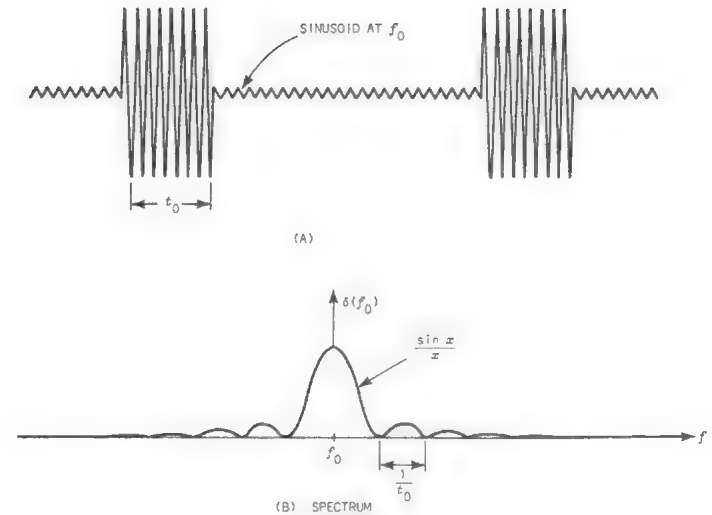 SINUSOID AT f₀
t₀
(A)
δ(f₀)
sin x
x
f
f₀
1
t₀
(B) SPECTRUM